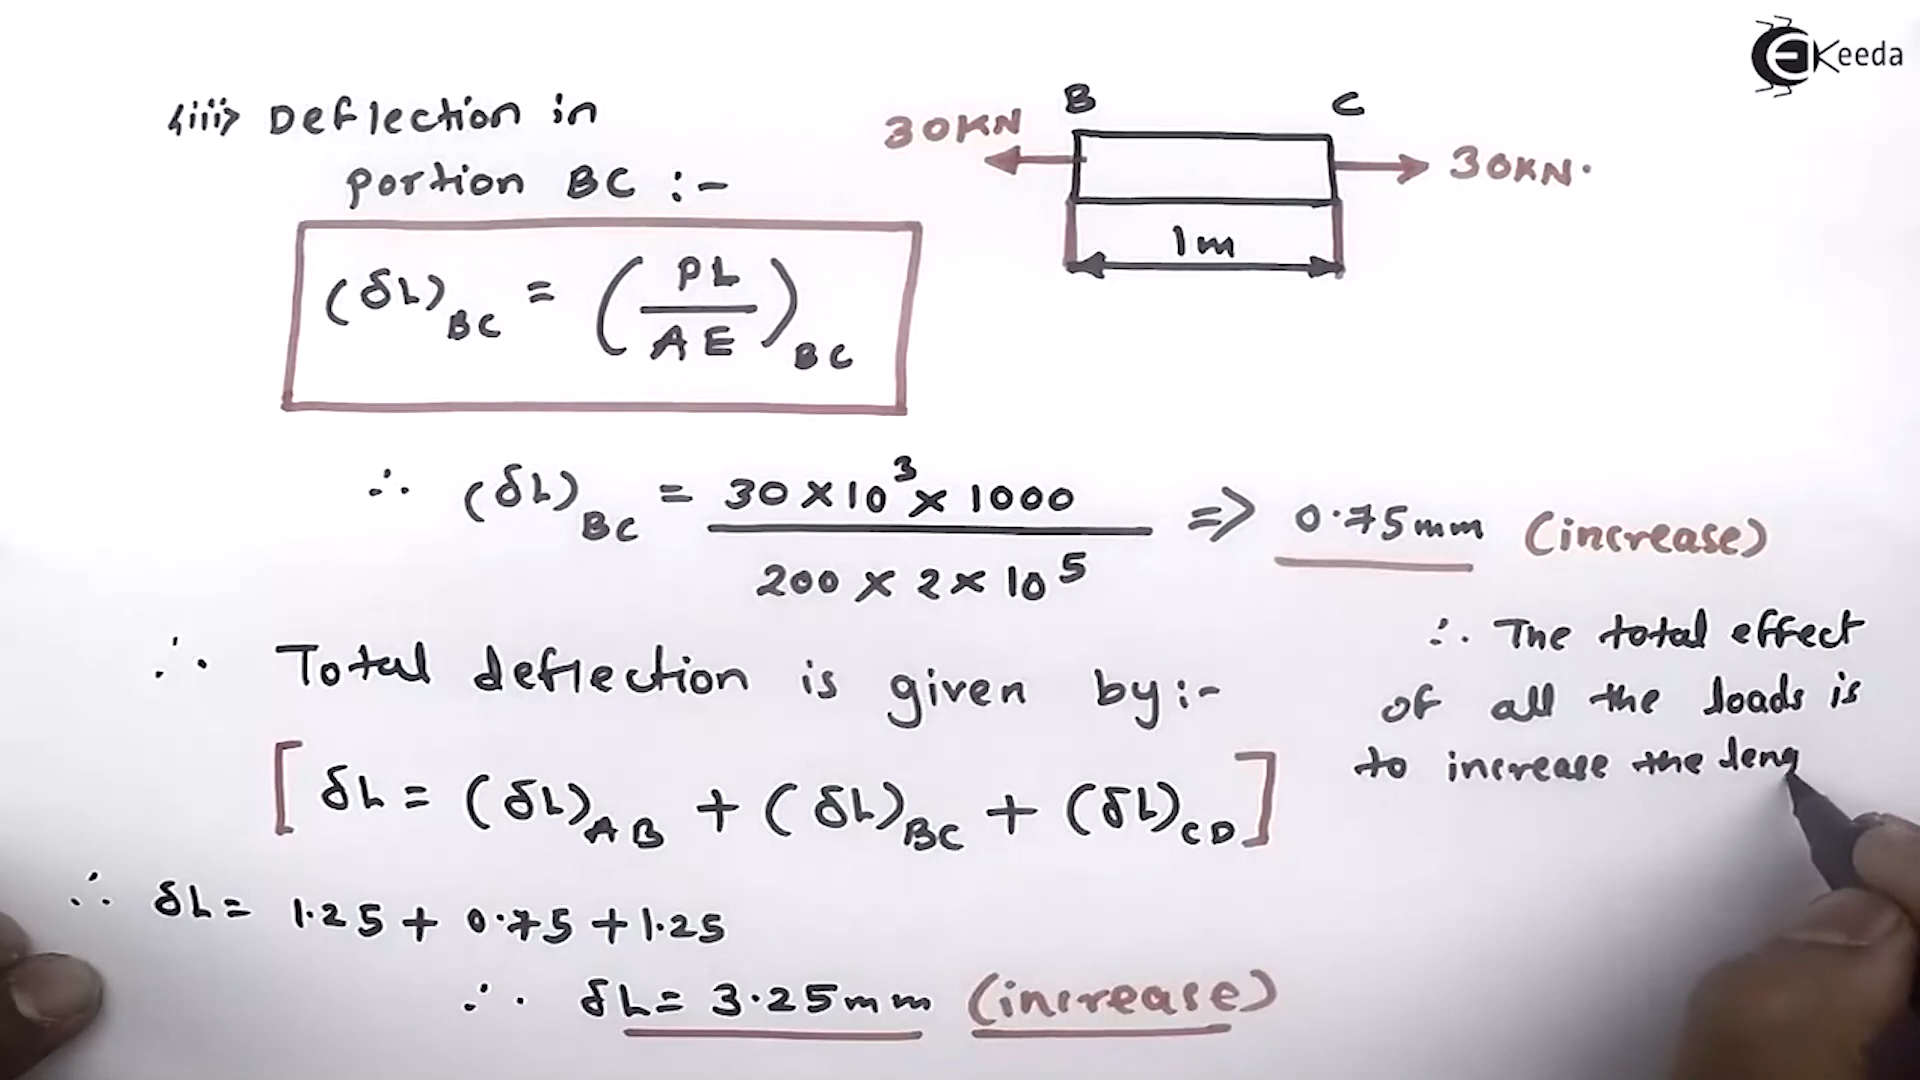 EKeeda
(iii) Deflection in
portion BC :-
B C
30KN 30KN.
1m
(δL)BC = (PL/AE)BC
∴ (δL)BC = 30×10³×1000 / 200×2×10⁵ => 0.75mm (increase)
∴ Total deflection is given by:-
[δL = (δL)AB + (δL)BC + (δL)CD]
∴ δL = 1.25 + 0.75 + 1.25
∴ δL = 3.25mm (increase)
∴ The total effect
of all the loads is
to increase the leng